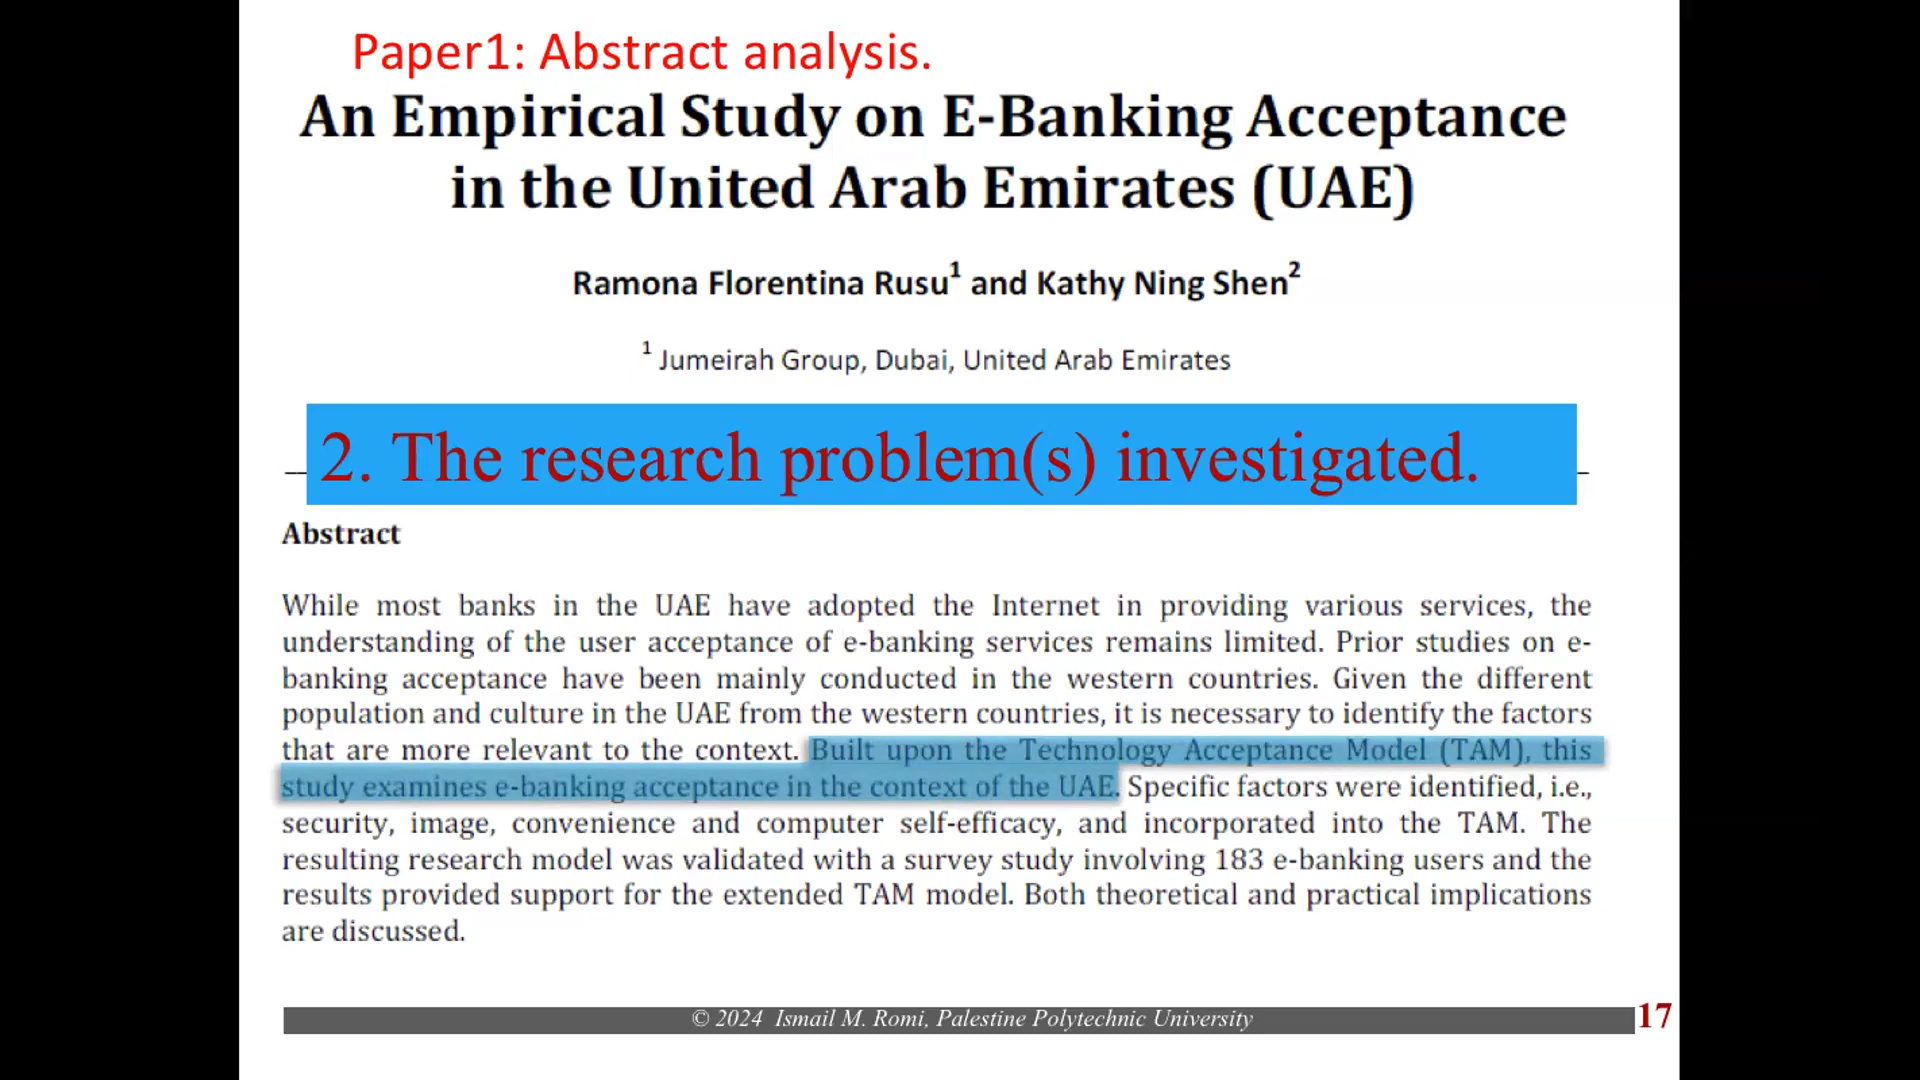 Paper1: Abstract analysis.
An Empirical Study on E-Banking Acceptance
in the United Arab Emirates (UAE)
Ramona Florentina Rusu1 and Kathy Ning Shen2
1 Jumeirah Group, Dubai, United Arab Emirates
2. The research problem(s) investigated.
Abstract
While most banks in the UAE have adopted the Internet in providing various services, the
understanding of the user acceptance of e-banking services remains limited. Prior studies on e-
banking acceptance have been mainly conducted in the western countries. Given the different
population and culture in the UAE from the western countries, it is necessary to identify the factors
that are more relevant to the context. Built upon the Technology Acceptance Model (TAM), this
study examines e-banking acceptance in the context of the UAE. Specific factors were identified, i.e.,
security, image, convenience and computer self-efficacy, and incorporated into the TAM. The
resulting research model was validated with a survey study involving 183 e-banking users and the
results provided support for the extended TAM model. Both theoretical and practical implications
are discussed.
© 2024 Ismail M. Romi, Palestine Polytechnic University
17